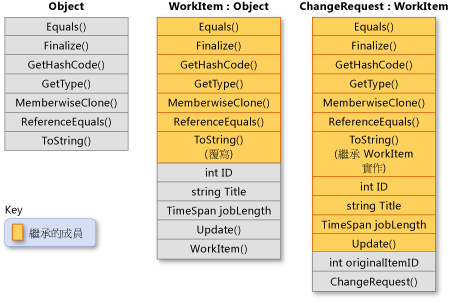 Object
Equals()
Finalize()
GetHashCode()
GetType()
MemberwiseClone()
ReferenceEquals()
ToString()
WorkItem : Object
Equals()
Finalize()
GetHashCode()
GetType()
MemberwiseClone()
ReferenceEquals()
ToString()
(覆寫)
int ID
string Title
TimeSpan jobLength
Update()
WorkItem()
ChangeRequest : WorkItem
Equals()
Finalize()
GetHashCode()
GetType()
MemberwiseClone()
ReferenceEquals()
ToString()
(繼承 WorkItem
實作)
int ID
string Title
TimeSpan jobLength
Update()
int originalItemID
ChangeRequest()
Key
繼承的成員